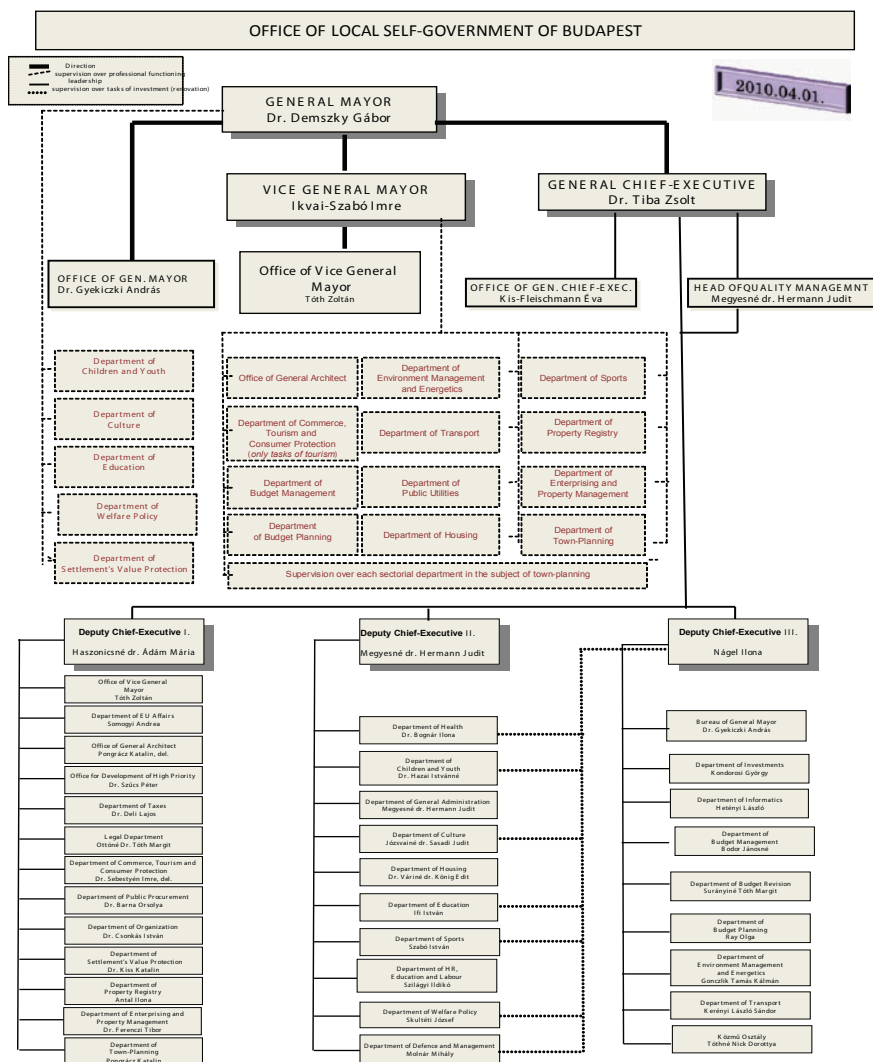 OFFICE OF LOCAL SELF-GOVERNMENT OF BUDAPEST
Direction
supervision over professional functioning
leadership
supervision over tasks of investment (renovation)
2010.04.01.
GENERAL MAYOR
Dr. Demszky Gábor
VICE GENERAL MAYOR
Ikvai-Szabó Imre
GENERAL CHIEF-EXECUTIVE
Dr. Tiba Zsolt
OFFICE OF GEN. MAYOR
Dr. Gyekiczki András
Office of Vice General
Mayor
Tóth Zoltán
OFFICE OF GEN. CHIEF-EXEC.
Kis-Fleischmann Éva
HEAD OFQUALITY MANAGEMNT
Megyesné dr. Hermann Judit
Department of
Children and Youth
Department of
Culture
Department of
Education
Department of
Welfare Policy
Department of
Settlement's Value Protection
Office of General Architect
Department of
Environment Management
and Energetics
Department of Sports
Department of Commerce,
Tourism and
Consumer Protection
(only tasks of tourism)
Department of Transport
Department of
Property Registry
Department of
Budget Management
Department of
Public Utilities
Department of
Enterprising and
Property Management
Department
of Budget Planning
Department of Housing
Department of
Town-Planning
Supervision over each sectorial department in the subject of town-planning
Deputy Chief-Executive I.
Haszonicsné dr. Ádám Mária
Office of Vice General
Mayor
Tóth Zoltán
Department of EU Affairs
Somogyi Andrea
Office of General Architect
Pongrácz Katalin, del.
Office for Development of High Priority
Dr. Szűcs Péter
Department of Taxes
Dr. Deli Lajos
Legal Department
Ottóné Dr. Tóth Margit
Department of Commerce, Tourism and
Consumer Protection
Dr. Sebestyén Imre, del.
Department of Public Procurement
Dr. Barna Orsolya
Department of Organization
Dr. Csonkás István
Department of
Settlement's Value Protection
Dr. Kiss Katalin
Department of
Property Registry
Antal Ilona
Department of Enterprising and
Property Management
Dr. Ferenczi Tibor
Department of
Town-Planning
Pongrácz Katalin
Deputy Chief-Executive II.
Megyesné dr. Hermann Judit
Department of Health
Dr. Bognár Ilona
Department of
Children and Youth
Dr. Hazai Istvánné
Department of General Administration
Megyesné dr. Hermann Judit
Department of Culture
Józsvainé dr. Sasadi Judit
Department of Housing
Dr. Váriné dr. König Edit
Department of Education
Ifi István
Department of Sports
Szabó István
Department of HR,
Education and Labour
Szilágyi Ildikó
Department of Welfare Policy
Skultéti József
Department of Defence and Management
Molnár Mihály
Deputy Chief-Executive III.
Nágel Ilona
Bureau of General Mayor
Dr. Gyekiczki András
Department of Investments
Kondorosi György
Department of Informatics
Hetényi László
Department of
Budget Management
Bodor Jánosné
Department of Budget Revision
Surányiné Tóth Margit
Department of
Budget Planning
Ray Olga
Department of
Environment Management
and Energetics
Gonczlik Tamás Kálmán
Department of Transport
Kerényi László Sándor
Közmű Osztály
Tóthné Nick Dorottya